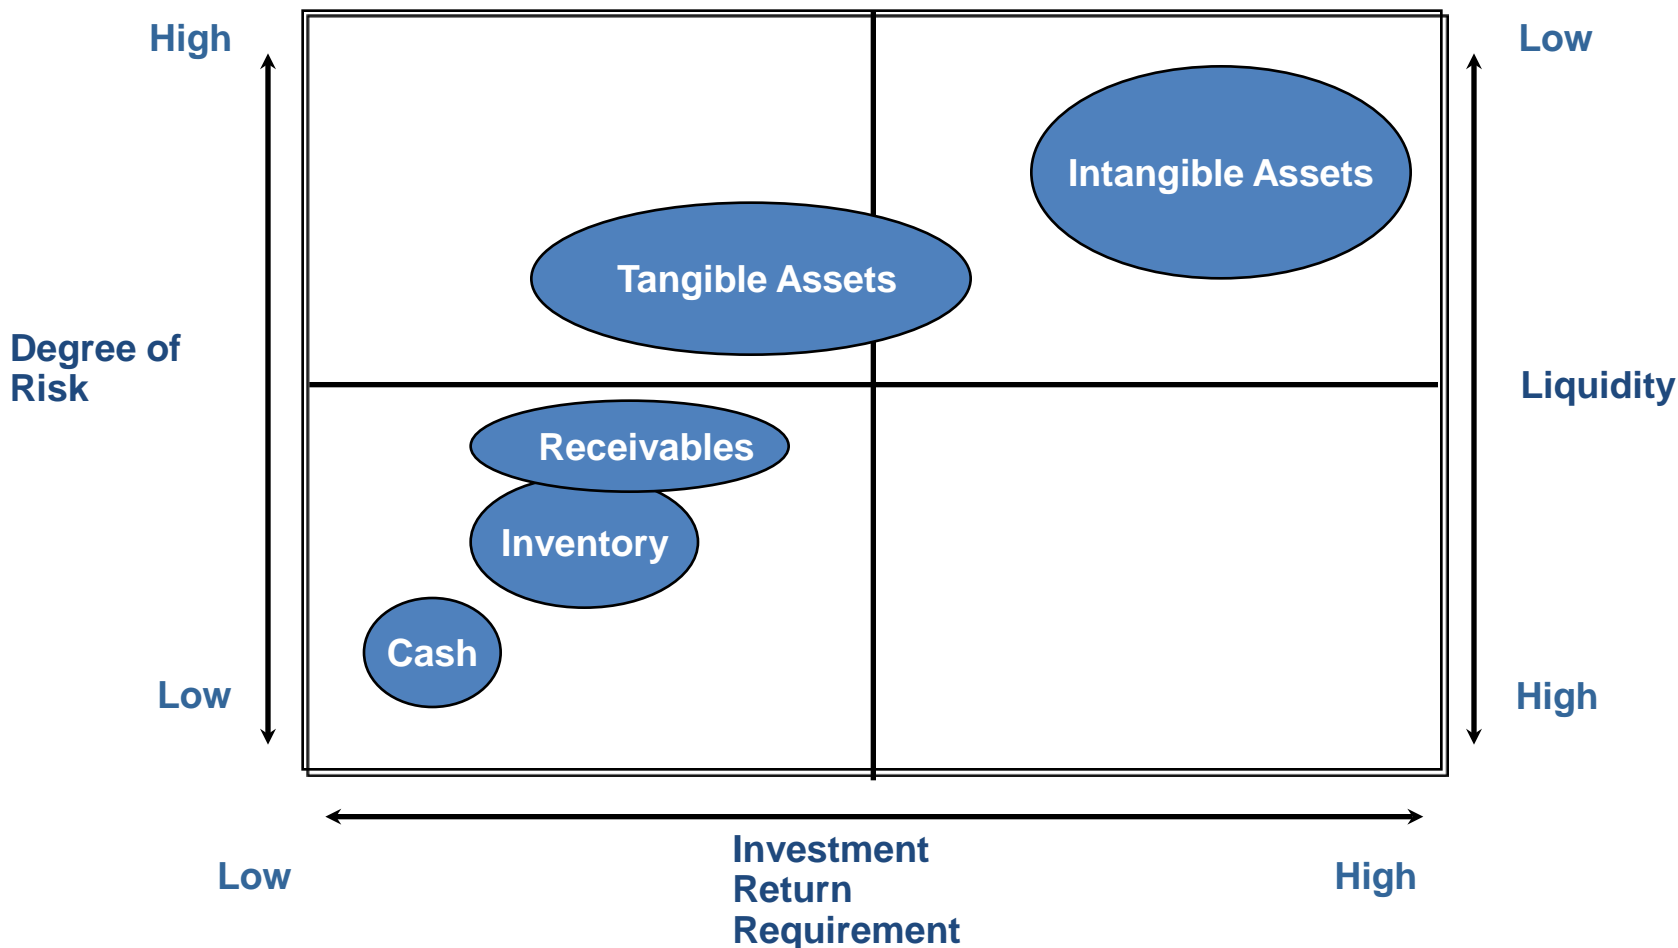 High
Low
Intangible Assets
Tangible Assets
Degree of
Risk
Liquidity
Receivables
Inventory
Cash
Low
High
Low
Investment
Return
Requirement
High